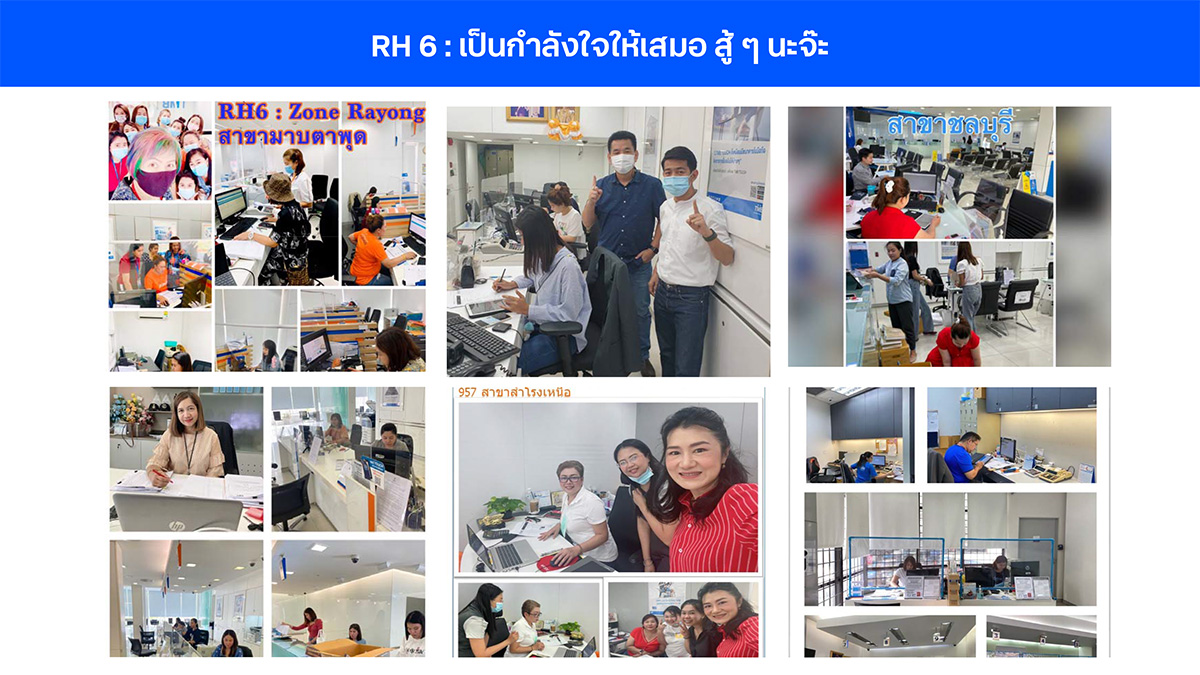 RH 6 : เป็นกำลังใจให้เสมอ สู้ ๆ นะจ๊ะ
RH6 : Zone Rayong
สาขามาบตาพุด
สาขาชลบุรี
957 สาขาสำโรงเหนือ
hp